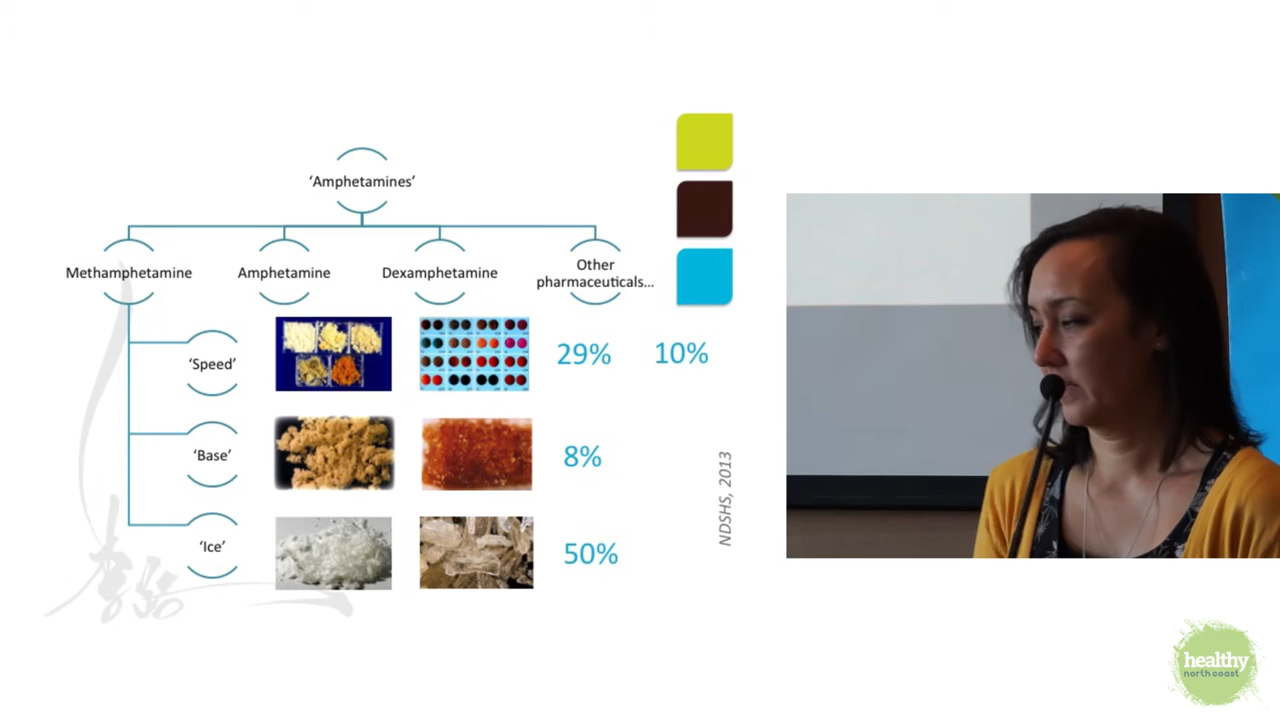 ‘Amphetamines’
Methamphetamine
Amphetamine
Dexamphetamine
Other
pharmaceuticals...
‘Speed’
29%
10%
‘Base’
8%
NDSHS, 2013
‘Ice’
50%
healthy
north coast